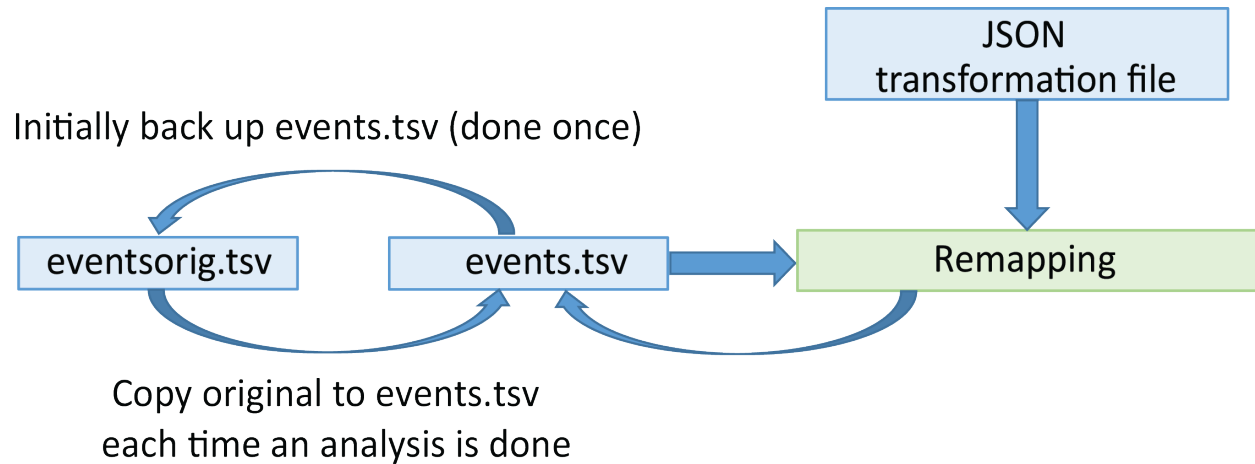 JSON
transformation file
Initially back up events.tsv (done once)
eventsorig.tsv
events.tsv
Remapping
Copy original to events.tsv
each time an analysis is done